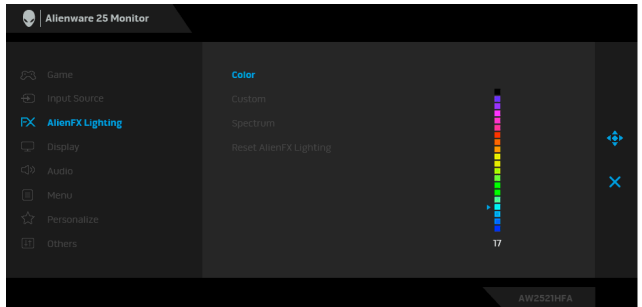 Alienware 25 Monitor
Game
Input Source
FX AlienFX Lighting
Display
Audio
Menu
Personalize
Others
Color
Custom
Spectrum
Reset AlienFX Lighting
17
AW2521HFA